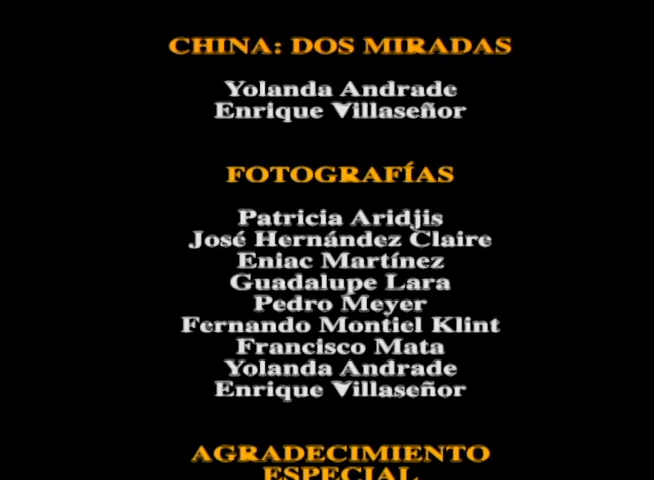 CHINA: DOS MIRADAS
Yolanda Andrade
Enrique Villaseñor
FOTOGRAFÍAS
Patricia Aridjis
José Hernández Claire
Eniac Martínez
Guadalupe Lara
Pedro Meyer
Fernando Montiel Klint
Francisco Mata
Yolanda Andrade
Enrique Villaseñor
AGRADECIMIENTO
ESPECIAL